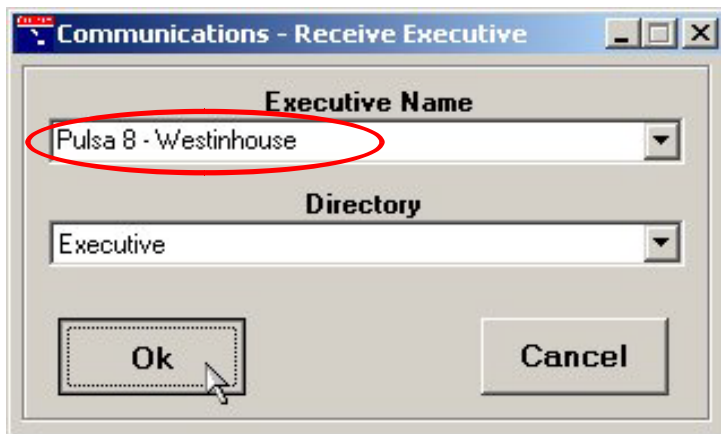 Communications - Receive Executive
Executive Name
Pulsa 8 - Westinhouse
Directory
Executive
Ok
Cancel